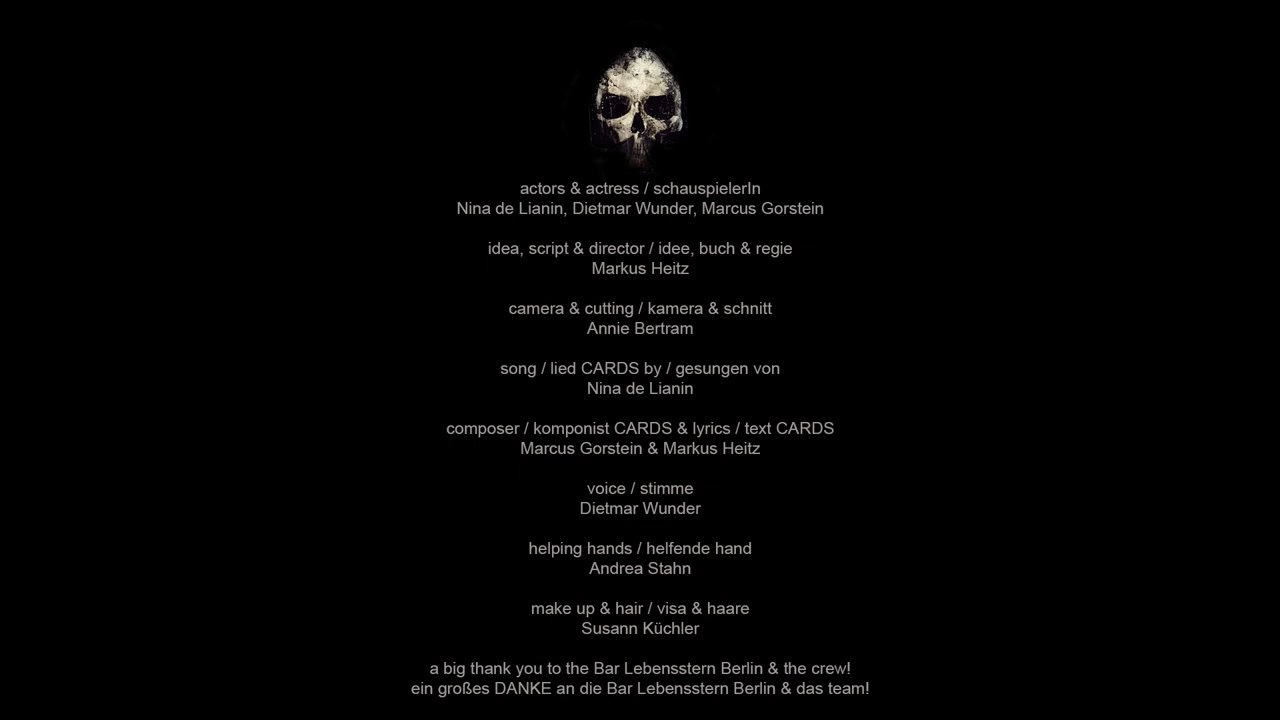 actors & actress / schauspielerIn
Nina de Lianin, Dietmar Wunder, Marcus Gorstein
idea, script & director / idee, buch & regie
Markus Heitz
camera & cutting / kamera & schnitt
Annie Bertram
song / lied CARDS by / gesungen von
Nina de Lianin
composer / komponist CARDS & lyrics / text CARDS
Marcus Gorstein & Markus Heitz
voice / stimme
Dietmar Wunder
helping hands / helfende hand
Andrea Stahn
make up & hair / visa & haare
Susann Küchler
a big thank you to the Bar Lebensstern Berlin & the crew!
ein großes DANKE an die Bar Lebensstern Berlin & das team!